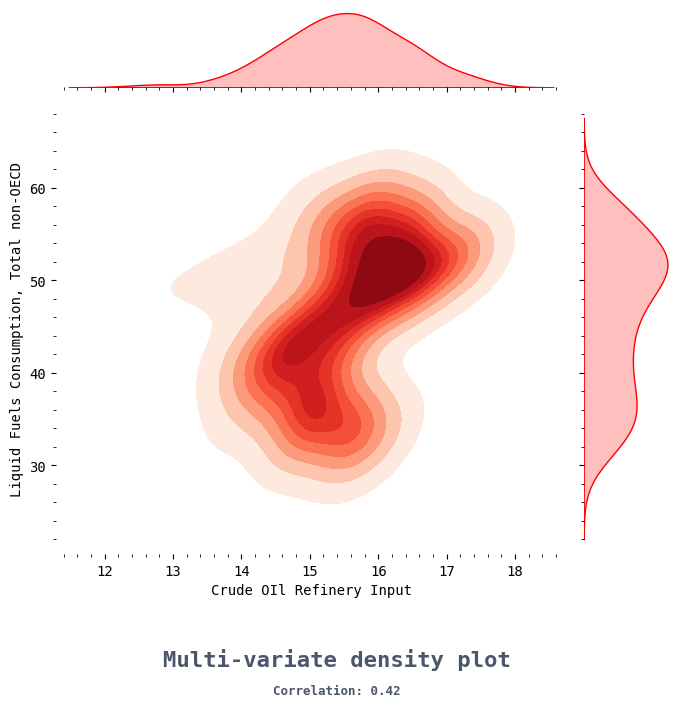 Liquid Fuels Consumption, Total non-OECD
60
50
40
30
12 13 14 15 16 17 18
Crude OIl Refinery Input
Multi-variate density plot
Correlation: 0.42